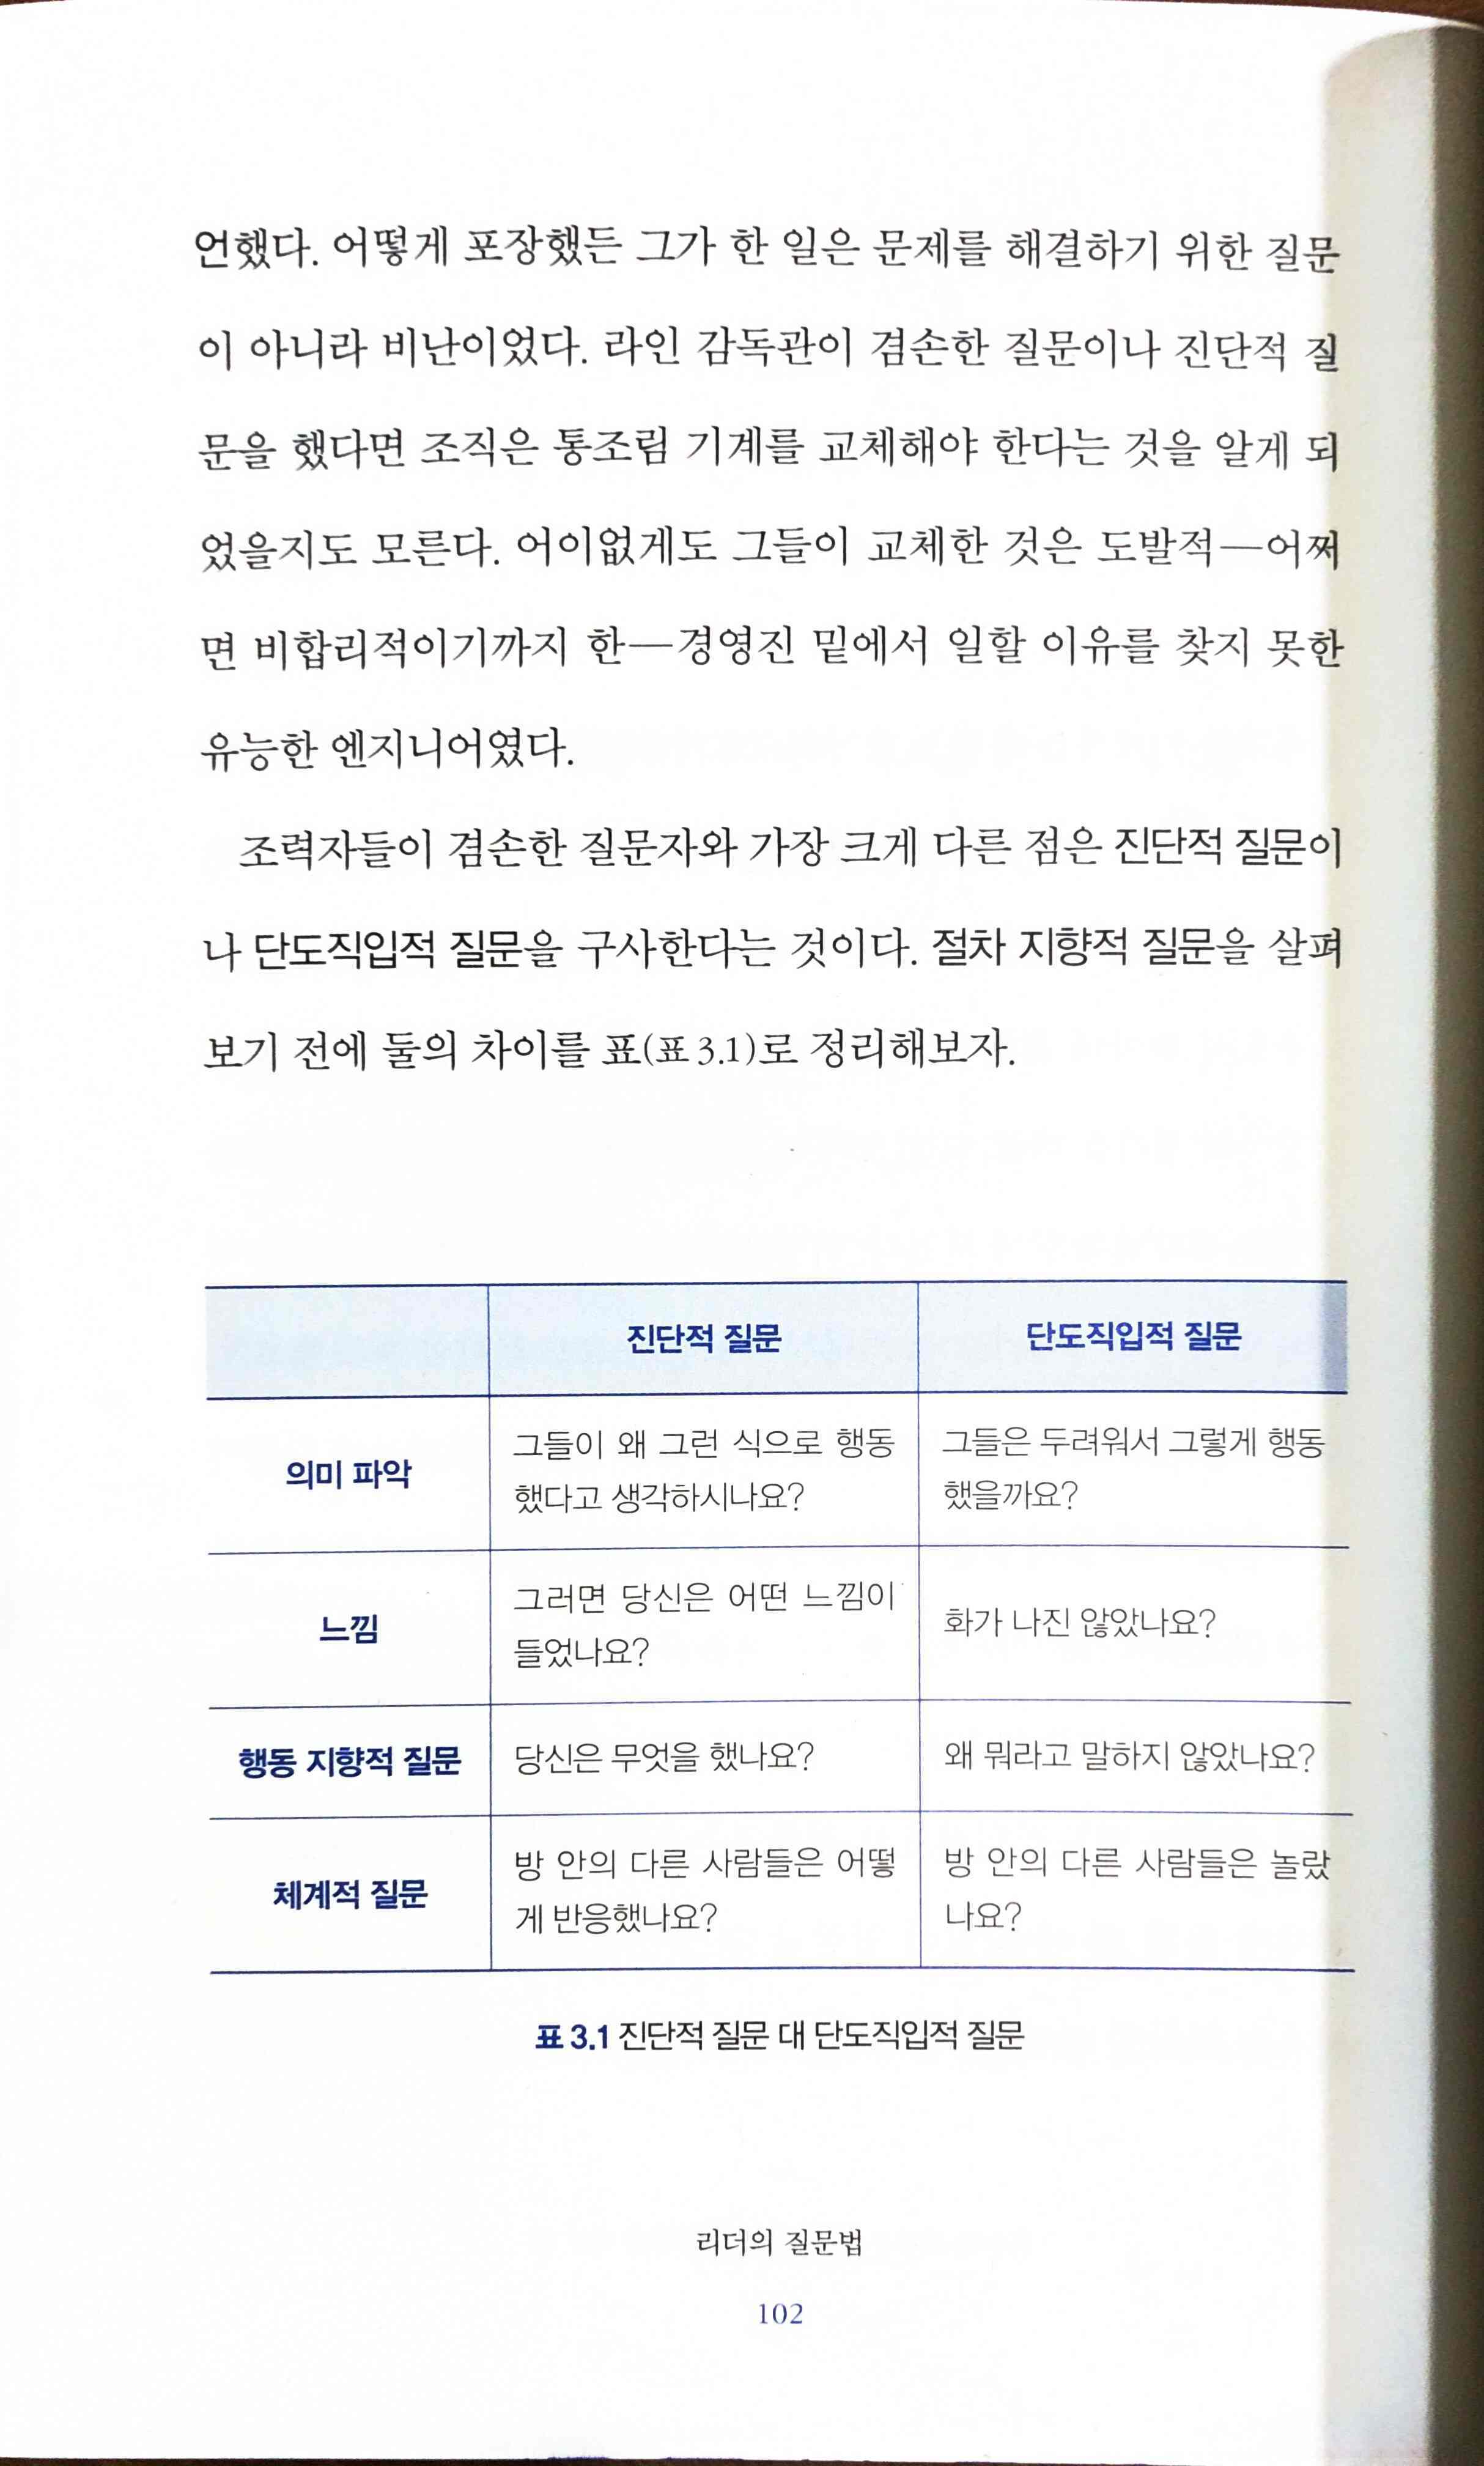 언했다. 어떻게 포장했든 그가 한 일은 문제를 해결하기 위한 질문
이 아니라 비난이었다. 라인 감독관이 겸손한 질문이나 진단적 질
문을 했다면 조직은 통조림 기계를 교체해야 한다는 것을 알게 되
었을지도 모른다. 어이없게도 그들이 교체한 것은 도발적—어쩌
면 비합리적이기까지 한—경영진 밑에서 일할 이유를 찾지 못한
유능한 엔지니어였다.
조력자들이 겸손한 질문자와 가장 크게 다른 점은 진단적 질문이
나 단도직입적 질문을 구사한다는 것이다. 절차 지향적 질문을 살펴
보기 전에 둘의 차이를 표(표 3.1)로 정리해보자.
진단적 질문 단도직입적 질문
의미 파악
그들이 왜 그런 식으로 행동
했다고 생각하시나요?
그들은 두려워서 그렇게 행동
했을까요?
느낌
그러면 당신은 어떤 느낌이
들었나요?
화가 나진 않았나요?
행동 지향적 질문
당신은 무엇을 했나요?
왜 뭐라고 말하지 않았나요?
체계적 질문
방 안의 다른 사람들은 어떻
게 반응했나요?
방 안의 다른 사람들은 놀랐
나요?
표 3.1 진단적 질문 대 단도직입적 질문
리더의 질문법
102